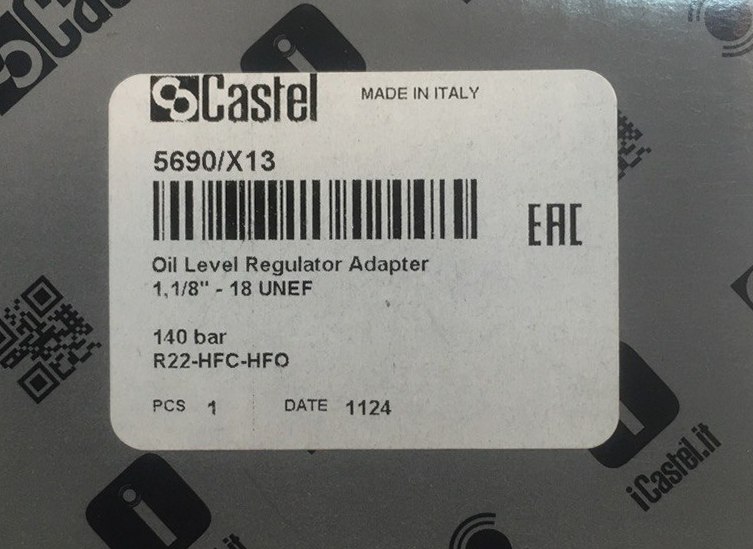 Castel
MADE IN ITALY
5690/X13
EAC
Oil Level Regulator Adapter
1,1/8" - 18 UNEF
140 bar
R22-HFC-HFO
PCS 1 DATE 1124
iCastel.it